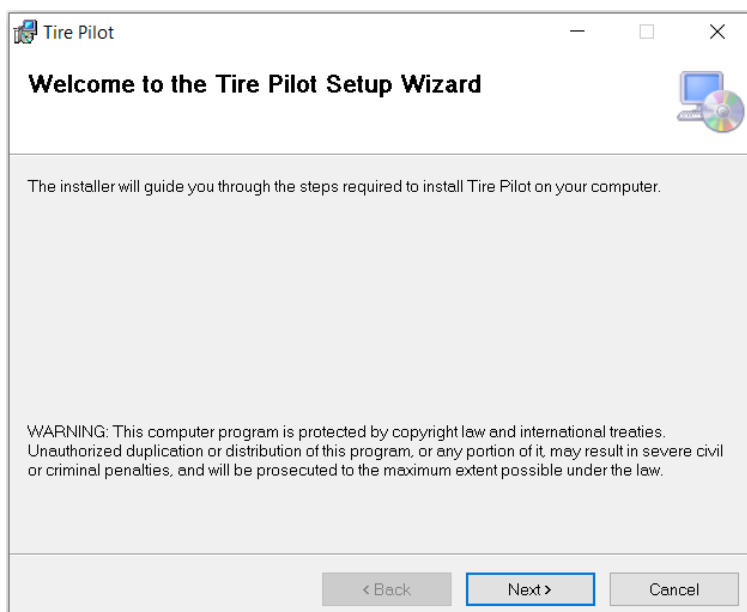 Tire Pilot
Welcome to the Tire Pilot Setup Wizard
The installer will guide you through the steps required to install Tire Pilot on your computer.
WARNING: This computer program is protected by copyright law and international treaties.
Unauthorized duplication or distribution of this program, or any portion of it, may result in severe civil
or criminal penalties, and will be prosecuted to the maximum extent possible under the law.
< Back Next > Cancel